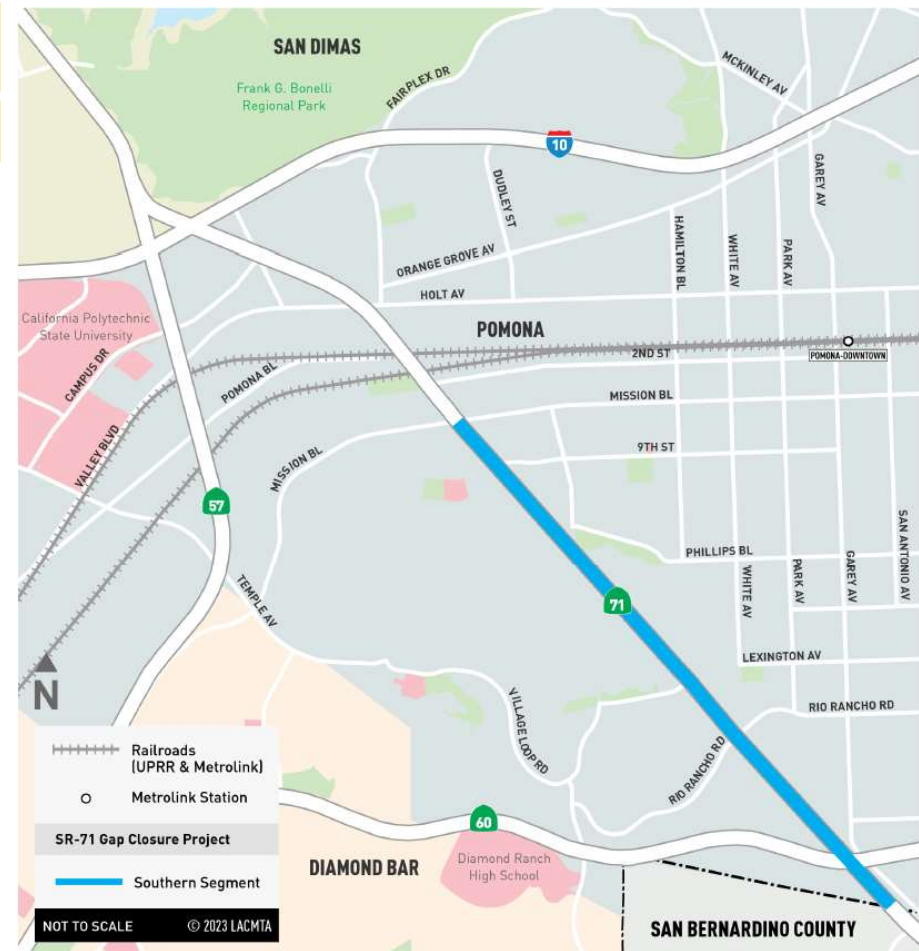 SAN DIMAS
Frank G. Bonelli
Regional Park
FAIRPLEX DR
MCKINLEY AV
10
DUDLEY ST
GAREY AV
ORANGE GROVE AV
HAMILTON BL
WHITE AV
PARK AV
HOLT AV
California Polytechnic
State University
POMONA
CAMPUS DR
2ND ST
POMONA-DOWNTOWN
POMONA BL
MISSION BL
VALLEY BLVD
MISSION BL
9TH ST
57
SAN ANTONIO AV
PHILLIPS BL
TEMPLE AV
71
WHITE AV
PARK AV
GAREY AV
LEXINGTON AV
N
VILLAGE LOOP RD
RIO RANCHO RD
RIO RANCHO RD
Railroads
(UPRR & Metrolink)
Metrolink Station
SR-71 Gap Closure Project
60
Southern Segment
DIAMOND BAR
Diamond Ranch
High School
NOT TO SCALE © 2023 LACMTA
SAN BERNARDINO COUNTY